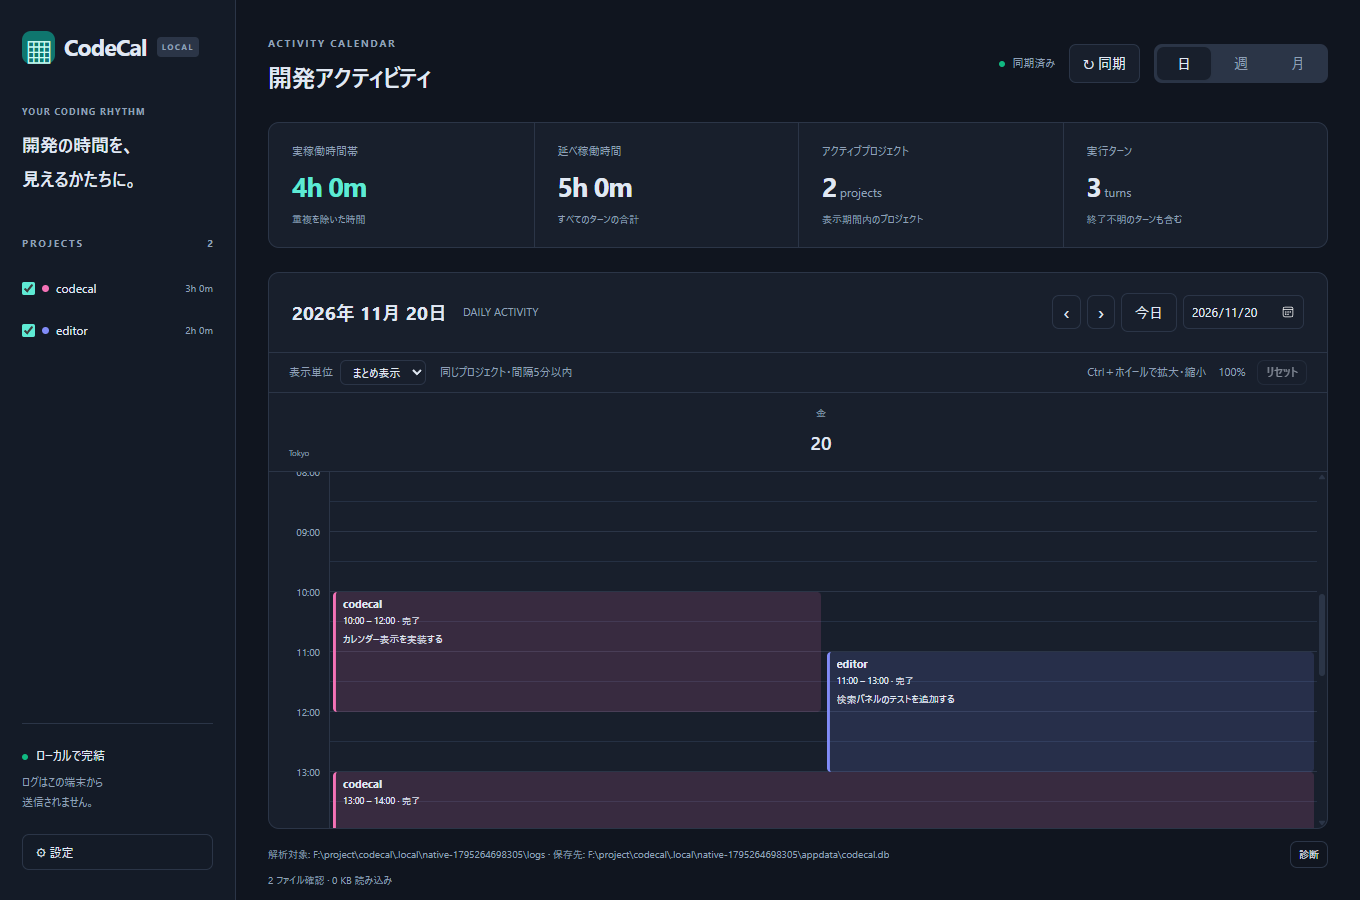 CodeCal LOCAL
YOUR CODING RHYTHM
開発の時間を、
見えるかたちに。
PROJECTS 2
codecal 3h 0m
editor 2h 0m
ローカルで完結
ログはこの端末から
送信されません。
⚙ 設定
ACTIVITY CALENDAR
開発アクティビティ
同期済み
↻ 同期
日 週 月
実稼働時間帯
4h 0m
重複を除いた時間
延べ稼働時間
5h 0m
すべてのターンの合計
アクティブプロジェクト
2 projects
表示期間内のプロジェクト
実行ターン
3 turns
終了不明のターンも含む
2026年 11月 20日 DAILY ACTIVITY
‹ › 今日 2026/11/20
表示単位 まとめ表示 同じプロジェクト・間隔5分以内
Ctrl＋ホイールで拡大・縮小 100% リセット
金
20
Tokyo
08:00
09:00
10:00
11:00
12:00
13:00
codecal
10:00 – 12:00 · 完了
カレンダー表示を実装する
editor
11:00 – 13:00 · 完了
検索パネルのテストを追加する
codecal
13:00 – 14:00 · 完了
解析対象: F:\project\codecal\.local\native-1795264698305\logs · 保存先: F:\project\codecal\.local\native-1795264698305\appdata\codecal.db
2 ファイル確認 · 0 KB 読み込み
診断